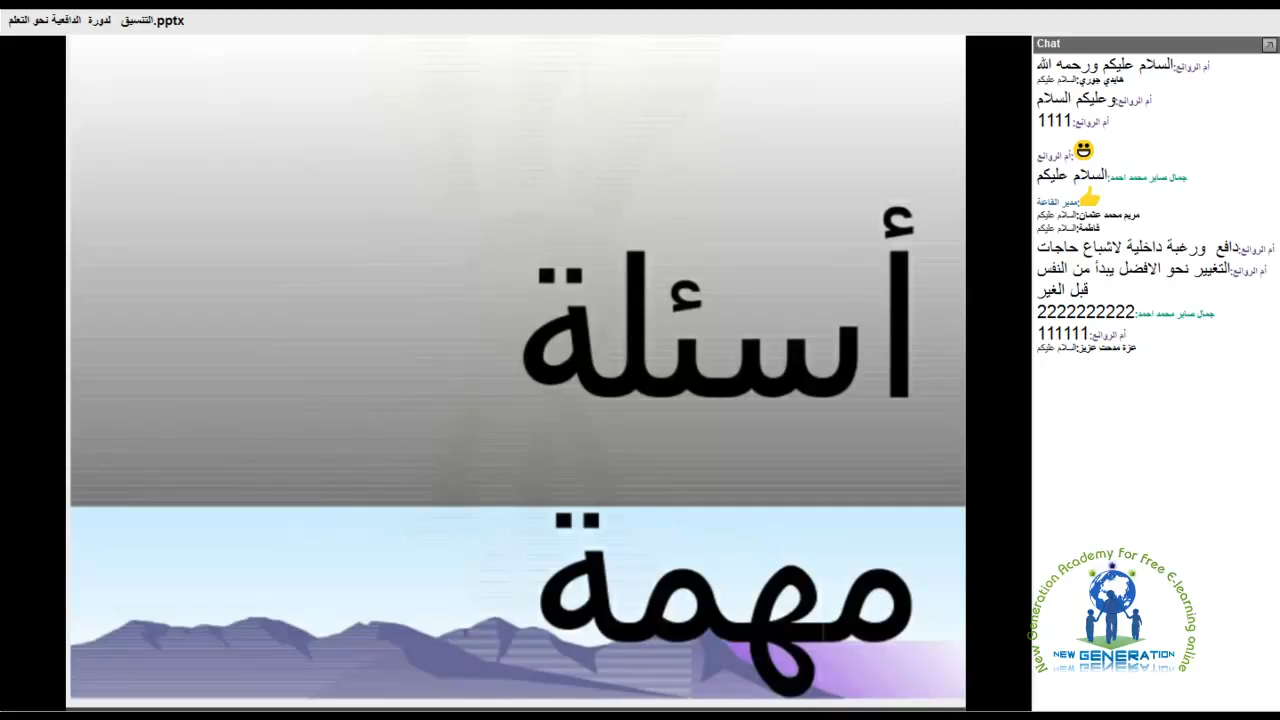 التنسيق لدورة الدافعية نحو التعلم.pptx
أسئلة
مهمة
Chat
أم الروائع:السلام عليكم ورحمه الله
هايدي جوري:السلام عليكم
أم الروائع:وعليكم السلام
أم الروائع:1111
أم الروائع:
جمال صابر محمد احمد:السلام عليكم
مدير القاعة:
مريم محمد عثمان:السلام عليكم
فاطمة:السلام عليكم
أم الروائع:دافع ورغبة داخلية لاشباع حاجات
أم الروائع:التغيير نحو الافضل يبدأ من النفس
قبل الغير
جمال صابر محمد احمد:2222222222
أم الروائع:111111
عزة مدحت عزيز:السلام عليكم
New Generation Academy For Free E-learning online
NEW GENERATION